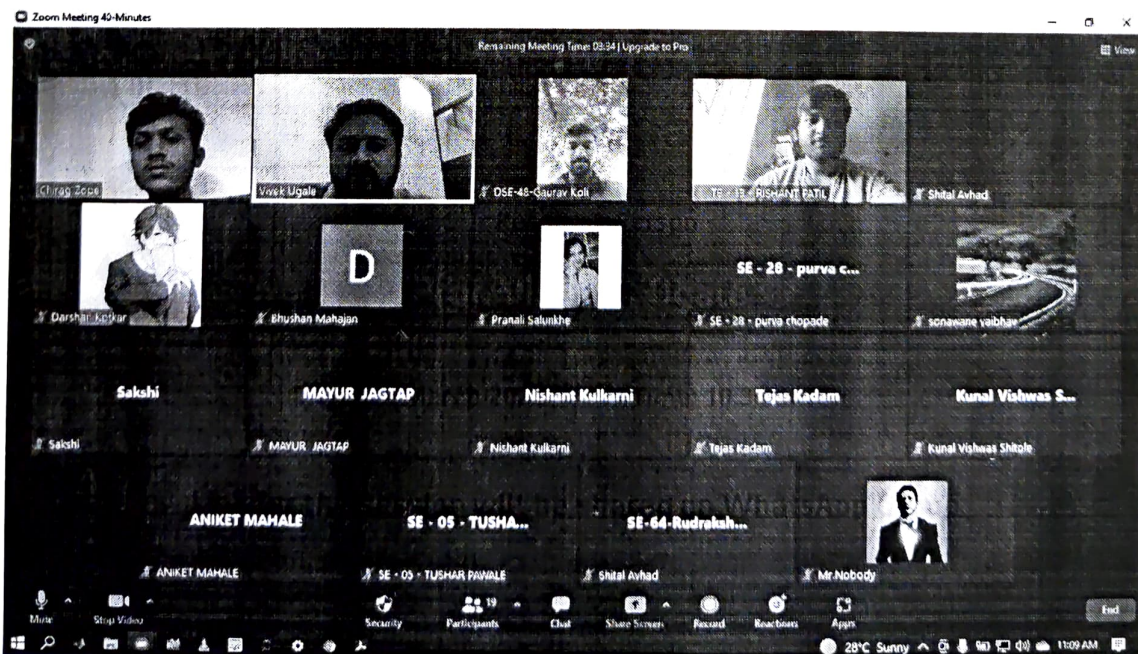 Zoom Meeting 40-Minutes
Remaining Meeting Time: 03:34 | Upgrade to Pro
View
Chirag Zope
Vivek Ugale
DSE-48-Gaurav Koli
TE - 33 - RISHANT PATIL
Shital Avhad
Darshan Kotkar
D
Bhushan Mahajan
Pranali Salunkhe
SE - 28 - purva c...
SE - 28 - purva chopade
sonawane vaibhav
Sakshi
Sakshi
MAYUR JAGTAP
MAYUR JAGTAP
Nishant Kulkarni
Nishant Kulkarni
Tejas Kadam
Tejas Kadam
Kunal Vishwas S...
Kunal Vishwas Shitole
ANIKET MAHALE
ANIKET MAHALE
SE - 05 - TUSHA...
SE - 05 - TUSHAR PAWALE
SE-64-Rudraksh...
Shital Avhad
Mr.Nobody
Mute
Stop Video
Security
19
Participants
Chat
Share Screen
Record
Reactions
Apps
End
28°C Sunny
11:09 AM